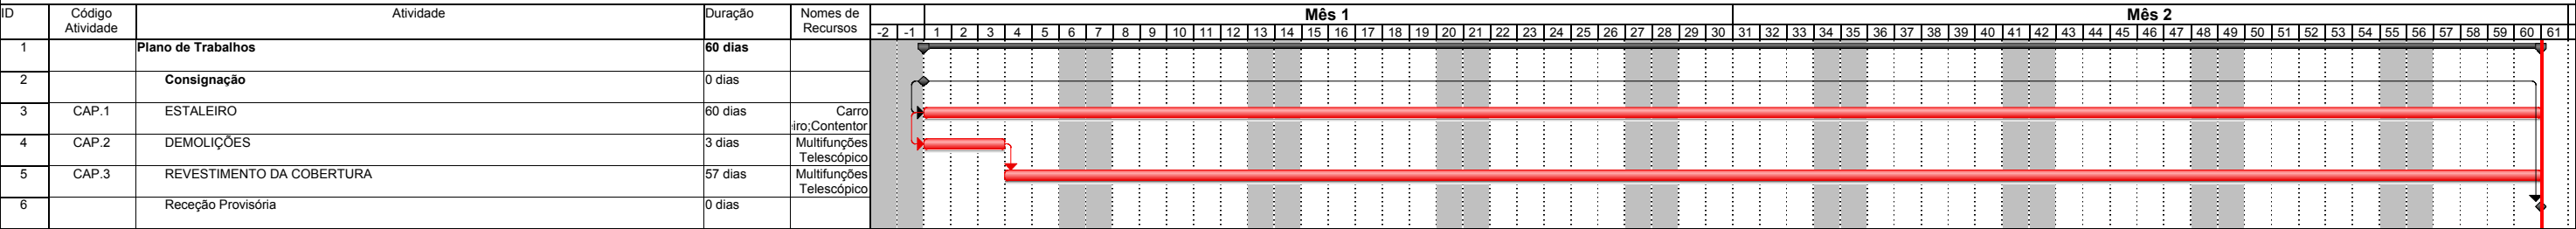 ID Código Atividade Atividade Duração Nomes de Recursos Mês 1 Mês 2
-2 -1 1 2 3 4 5 6 7 8 9 10 11 12 13 14 15 16 17 18 19 20 21 22 23 24 25 26 27 28 29 30 31 32 33 34 35 36 37 38 39 40 41 42 43 44 45 46 47 48 49 50 51 52 53 54 55 56 57 58 59 60 61
1 Plano de Trabalhos 60 dias
2 Consignação 0 dias
3 CAP.1 ESTALEIRO 60 dias Carro
iro;Contentor
4 CAP.2 DEMOLIÇÕES 3 dias Multifunções
Telescópico
5 CAP.3 REVESTIMENTO DA COBERTURA 57 dias Multifunções
Telescópico
6 Receção Provisória 0 dias